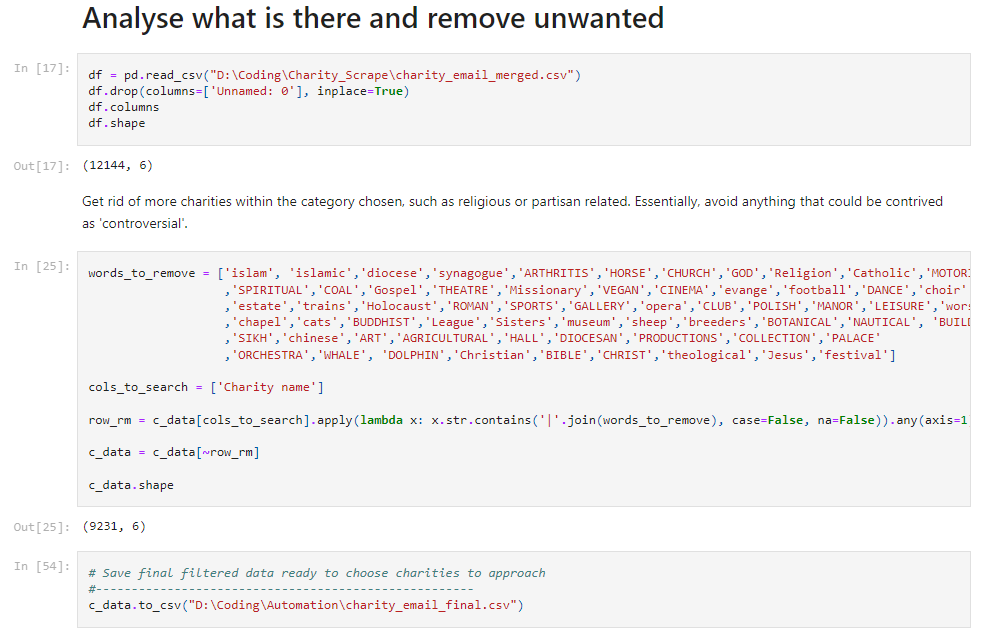 Analyse what is there and remove unwanted
In [17]:
df = pd.read_csv("D:\Coding\Charity_Scrape\charity_email_merged.csv")
df.drop(columns=['Unnamed: 0'], inplace=True)
df.columns
df.shape
Out[17]: (12144, 6)
Get rid of more charities within the category chosen, such as religious or partisan related. Essentially, avoid anything that could be contrived
as 'controversial'.
In [25]:
words_to_remove = ['islam', 'islamic','diocese','synagogue','ARTHRITIS','HORSE','CHURCH','GOD','Religion','Catholic','MOTORI
,'SPIRITUAL','COAL','Gospel','THEATRE','Missionary','VEGAN','CINEMA','evange','football','DANCE','choir'
,'estate','trains','Holocaust','ROMAN','SPORTS','GALLERY','opera','CLUB','POLISH','MANOR','LEISURE','wors
,'chapel','cats','BUDDHIST','League','Sisters','museum','sheep','breeders','BOTANICAL','NAUTICAL', 'BUILD
,'SIKH','chinese','ART','AGRICULTURAL','HALL','DIOCESAN','PRODUCTIONS','COLLECTION','PALACE'
,'ORCHESTRA','WHALE', 'DOLPHIN','Christian','BIBLE','CHRIST','theological','Jesus','festival']
cols_to_search = ['Charity name']
row_rm = c_data[cols_to_search].apply(lambda x: x.str.contains('|'.join(words_to_remove), case=False, na=False)).any(axis=1
c_data = c_data[~row_rm]
c_data.shape
Out[25]: (9231, 6)
In [54]:
# Save final filtered data ready to choose charities to approach
#---------------------------------------------------
c_data.to_csv("D:\Coding\Automation\charity_email_final.csv")